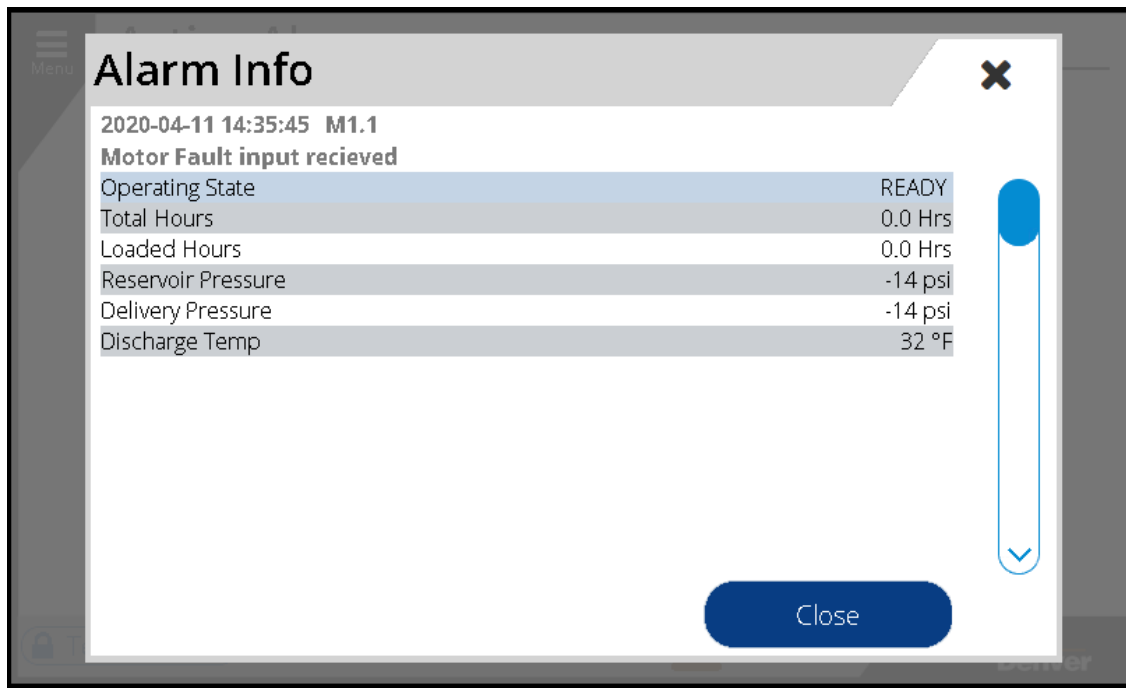 Menu
Alarm Info
2020-04-11 14:35:45 M1.1
Motor Fault input recieved
Operating State READY
Total Hours 0.0 Hrs
Loaded Hours 0.0 Hrs
Reservoir Pressure -14 psi
Delivery Pressure -14 psi
Discharge Temp 32 °F
Close
Denver